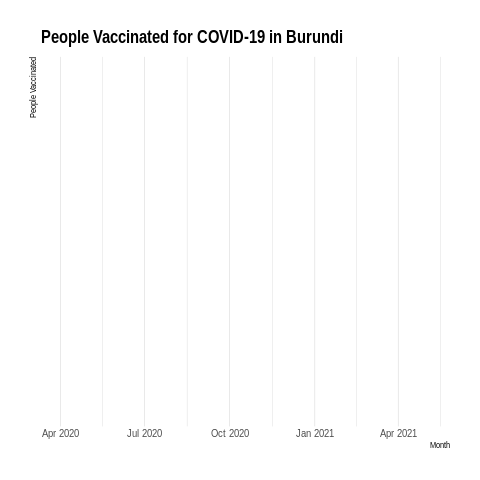 People Vaccinated for COVID-19 in Burundi
People Vaccinated
Apr 2020
Jul 2020
Oct 2020
Jan 2021
Apr 2021
Month